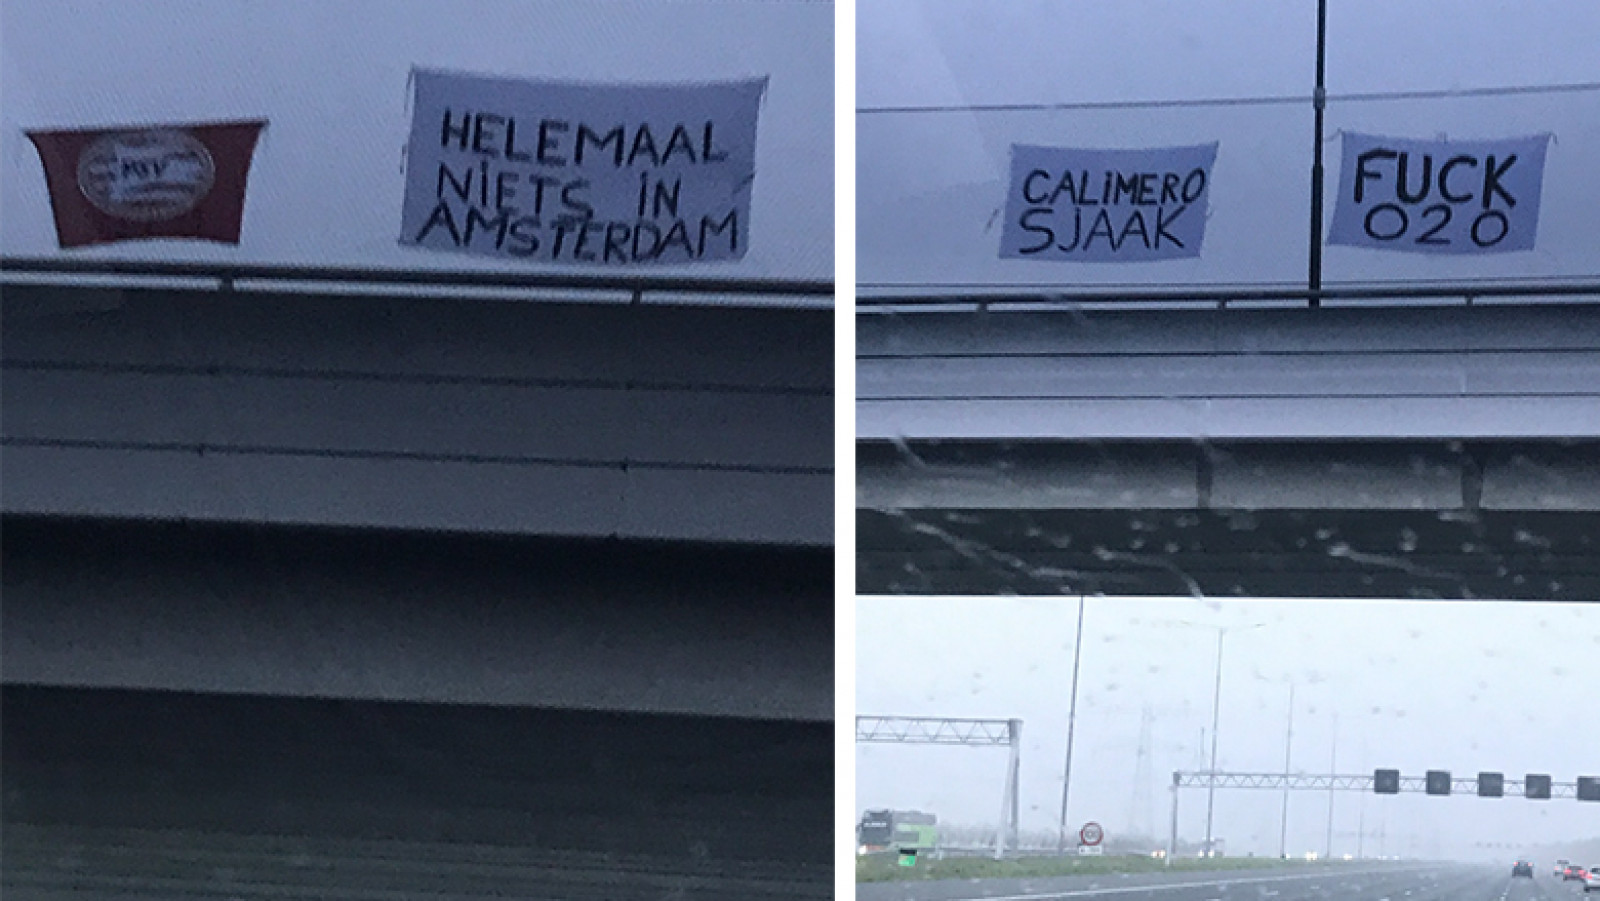 PSV
HELEMAAL
NIETS IN
AMSTERDAM
CALIMERO
SJAAK
FUCK
020